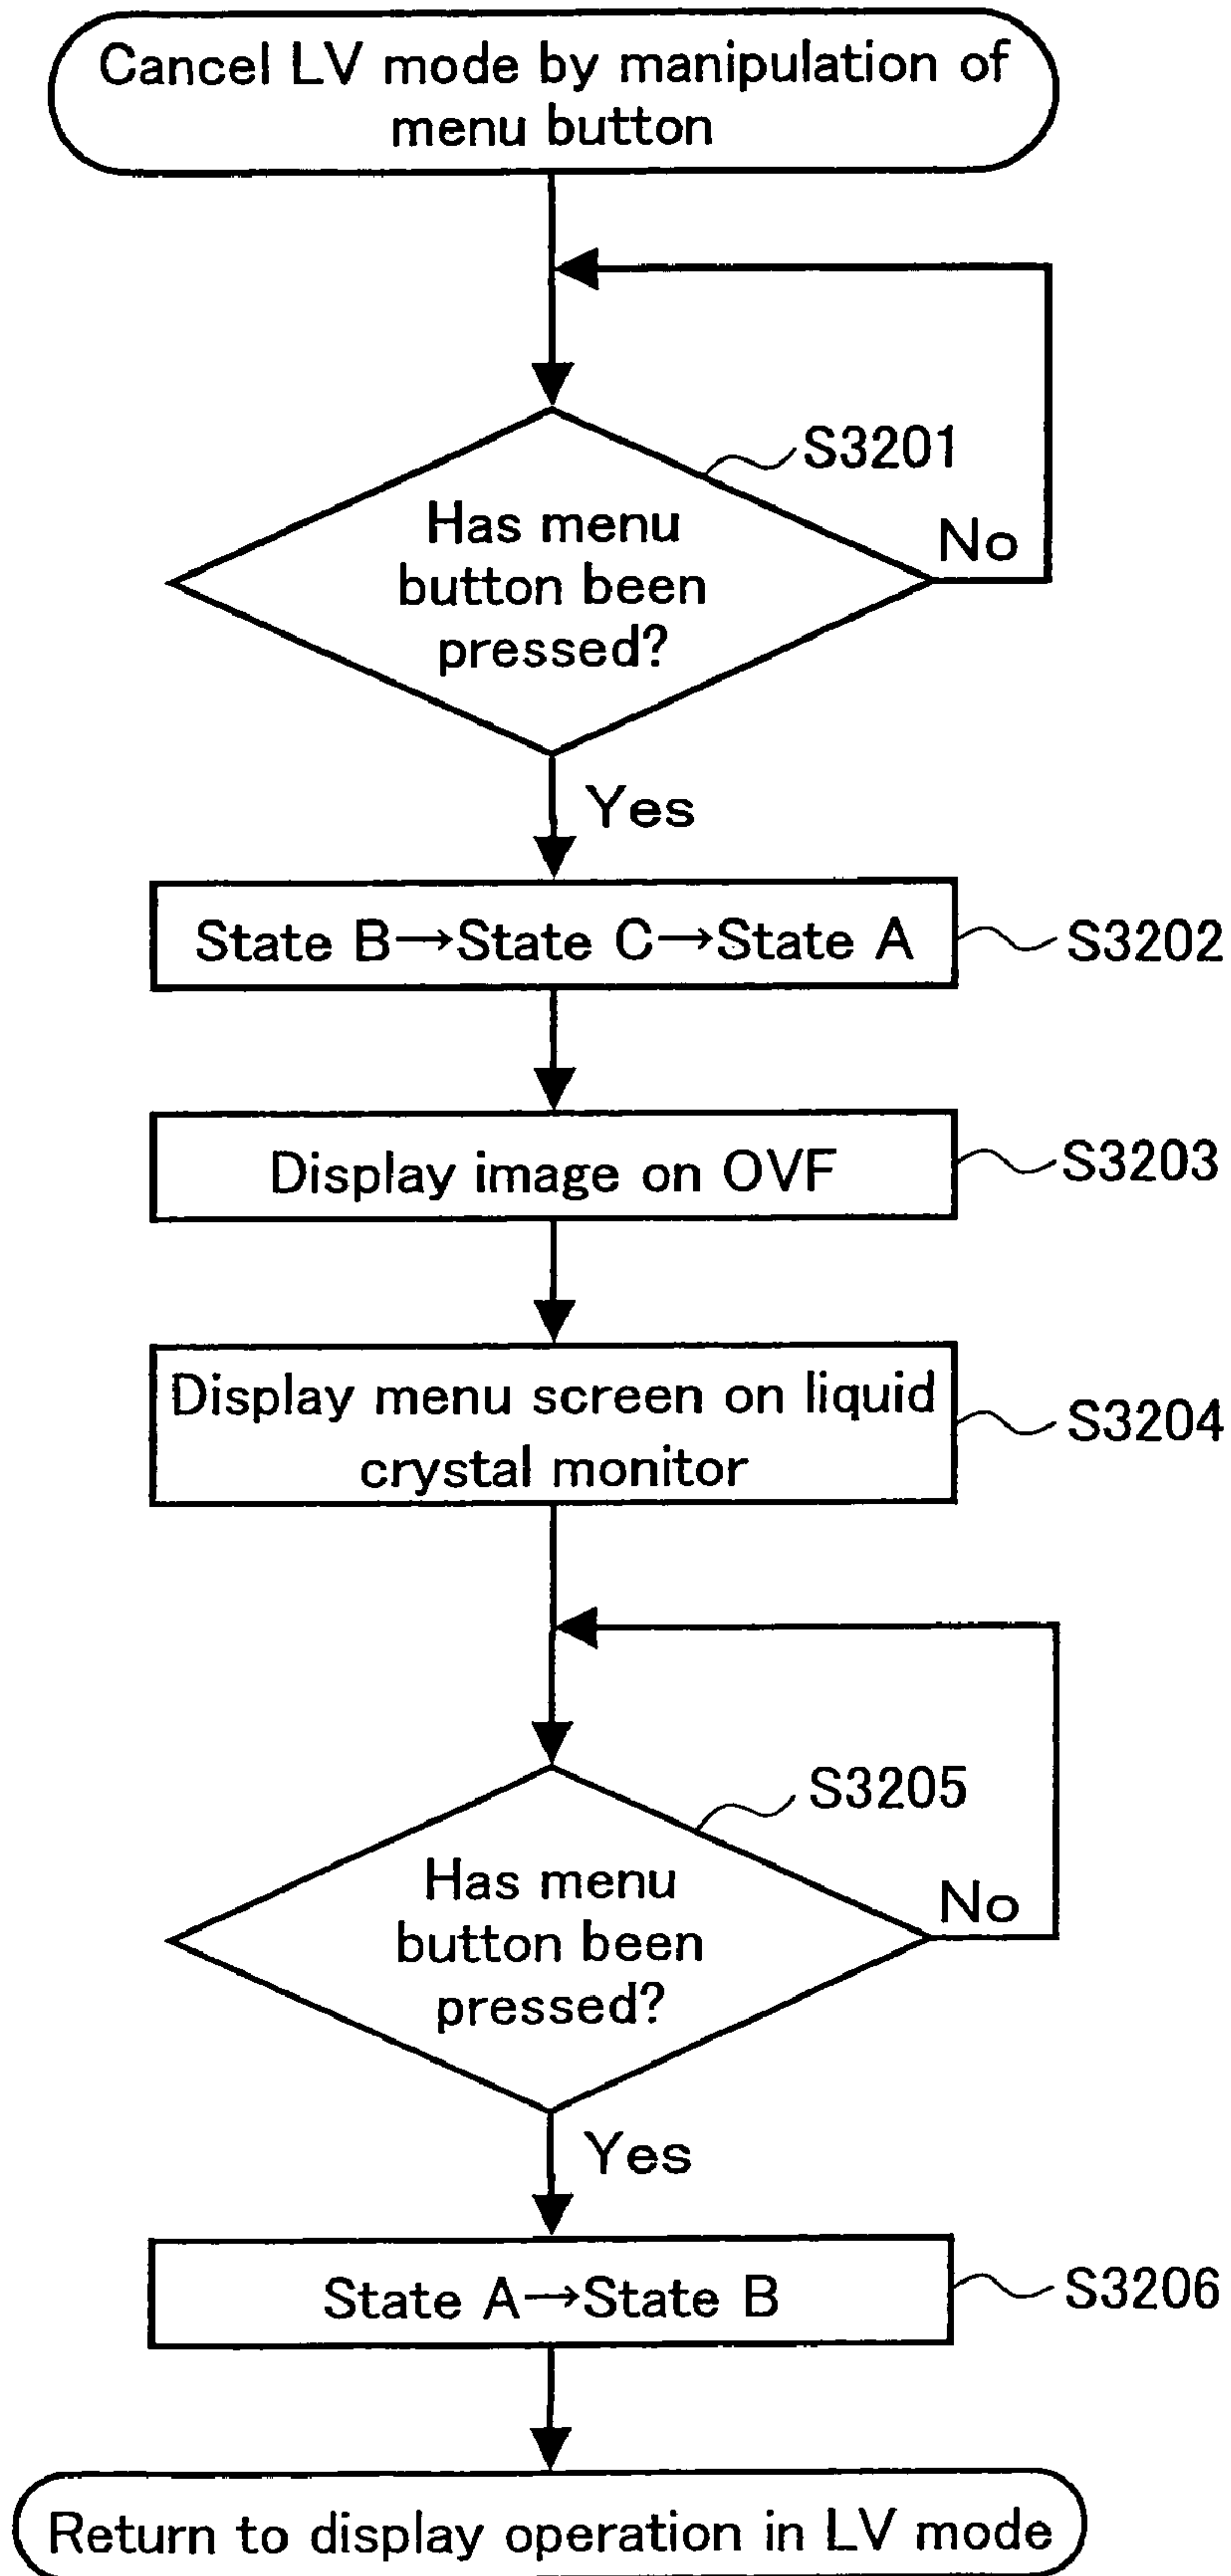 Cancel LV mode by manipulation of
menu button
S3201
Has menu
button been
pressed?
No
Yes
State B→State C→State A
S3202
Display image on OVF
S3203
Display menu screen on liquid
crystal monitor
S3204
S3205
Has menu
button been
pressed?
No
Yes
State A→State B
S3206
Return to display operation in LV mode